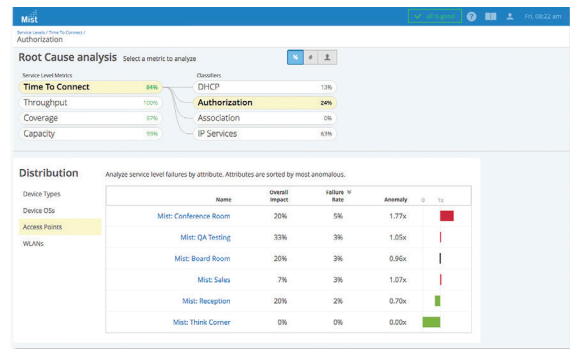 Mist
all is good
? Fri, 08:22 am
Service Levels / Time To Connect /
Authorization
Root Cause analysis Select a metric to analyze % #
Service Level Metrics Classifiers
Time To Connect 84% DHCP 13%
Throughput 100% Authorization 24%
Coverage 97% Association 0%
Capacity 99% IP Services 63%
Distribution Analyze service level failures by attribute. Attributes are sorted by most anomalous.
Device Types
Device OSs
Access Points
WLANs
Name Overall Impact Failure Rate Anomaly 0 1x
Mist: Conference Room 20% 5% 1.77x
Mist: QA Testing 33% 3% 1.05x
Mist: Board Room 20% 3% 0.96x
Mist: Sales 7% 3% 1.07x
Mist: Reception 20% 2% 0.70x
Mist: Think Corner 0% 0% 0.00x